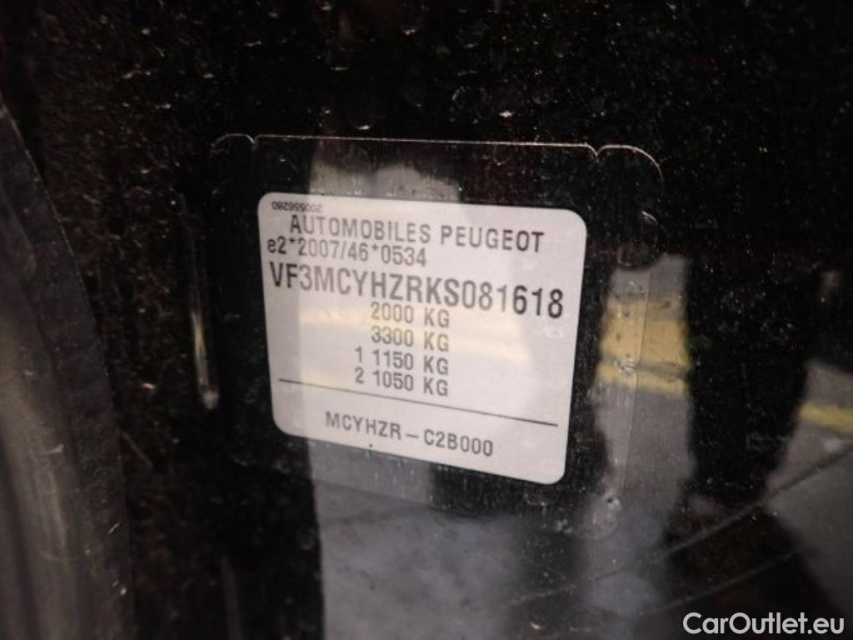 200556280
AUTOMOBILES PEUGEOT
e2*2007/46*0534
VF3MCYHZRKS081618
2000 KG
3300 KG
1 1150 KG
2 1050 KG
MCYHZR-C2B000
CarOutlet.eu